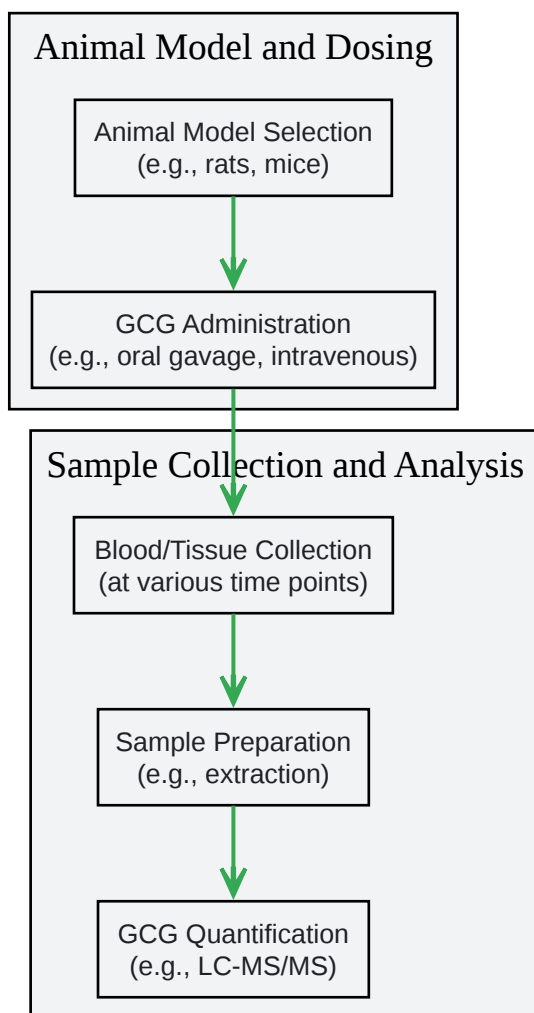 Animal Model and Dosing
Animal Model Selection
(e.g., rats, mice)
GCG Administration
(e.g., oral gavage, intravenous)
Sample Collection and Analysis
Blood/Tissue Collection
(at various time points)
Sample Preparation
(e.g., extraction)
GCG Quantification
(e.g., LC-MS/MS)